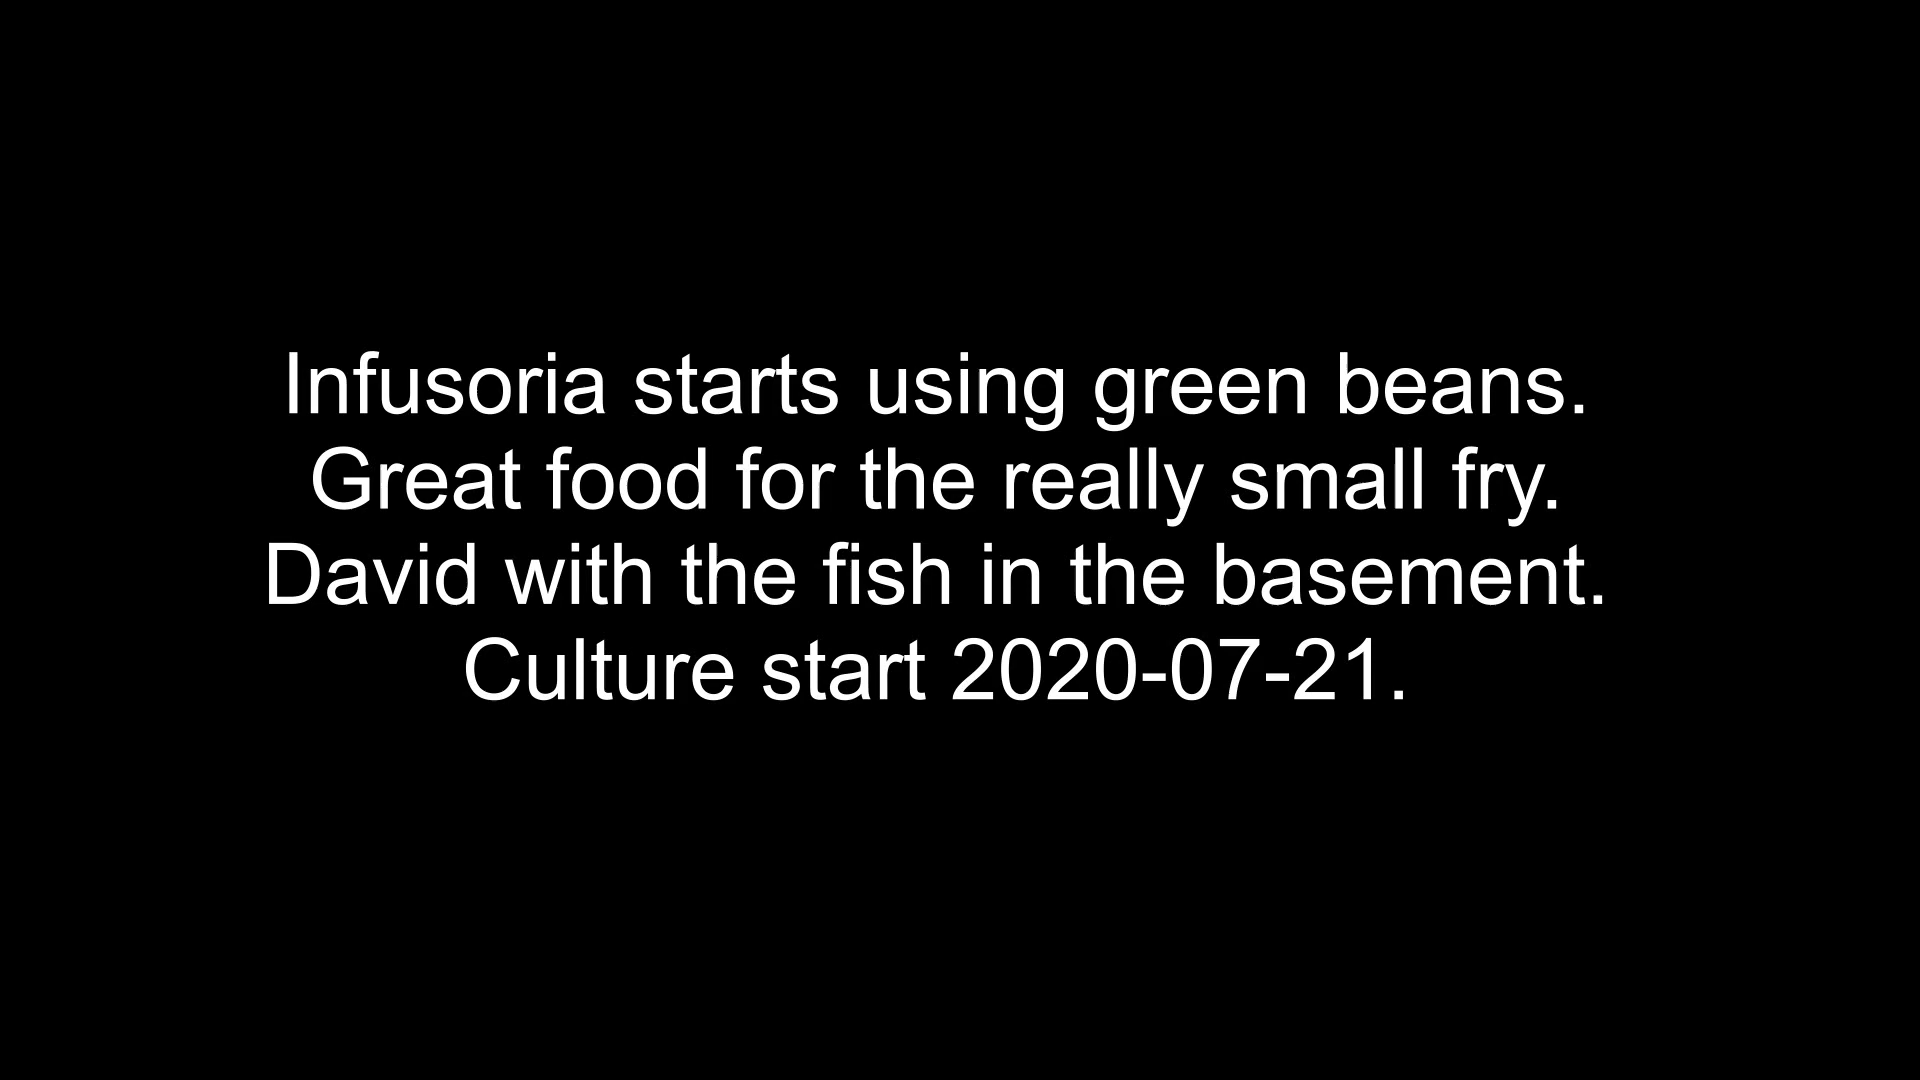 Infusoria starts using green beans.
Great food for the really small fry.
David with the fish in the basement.
Culture start 2020-07-21.